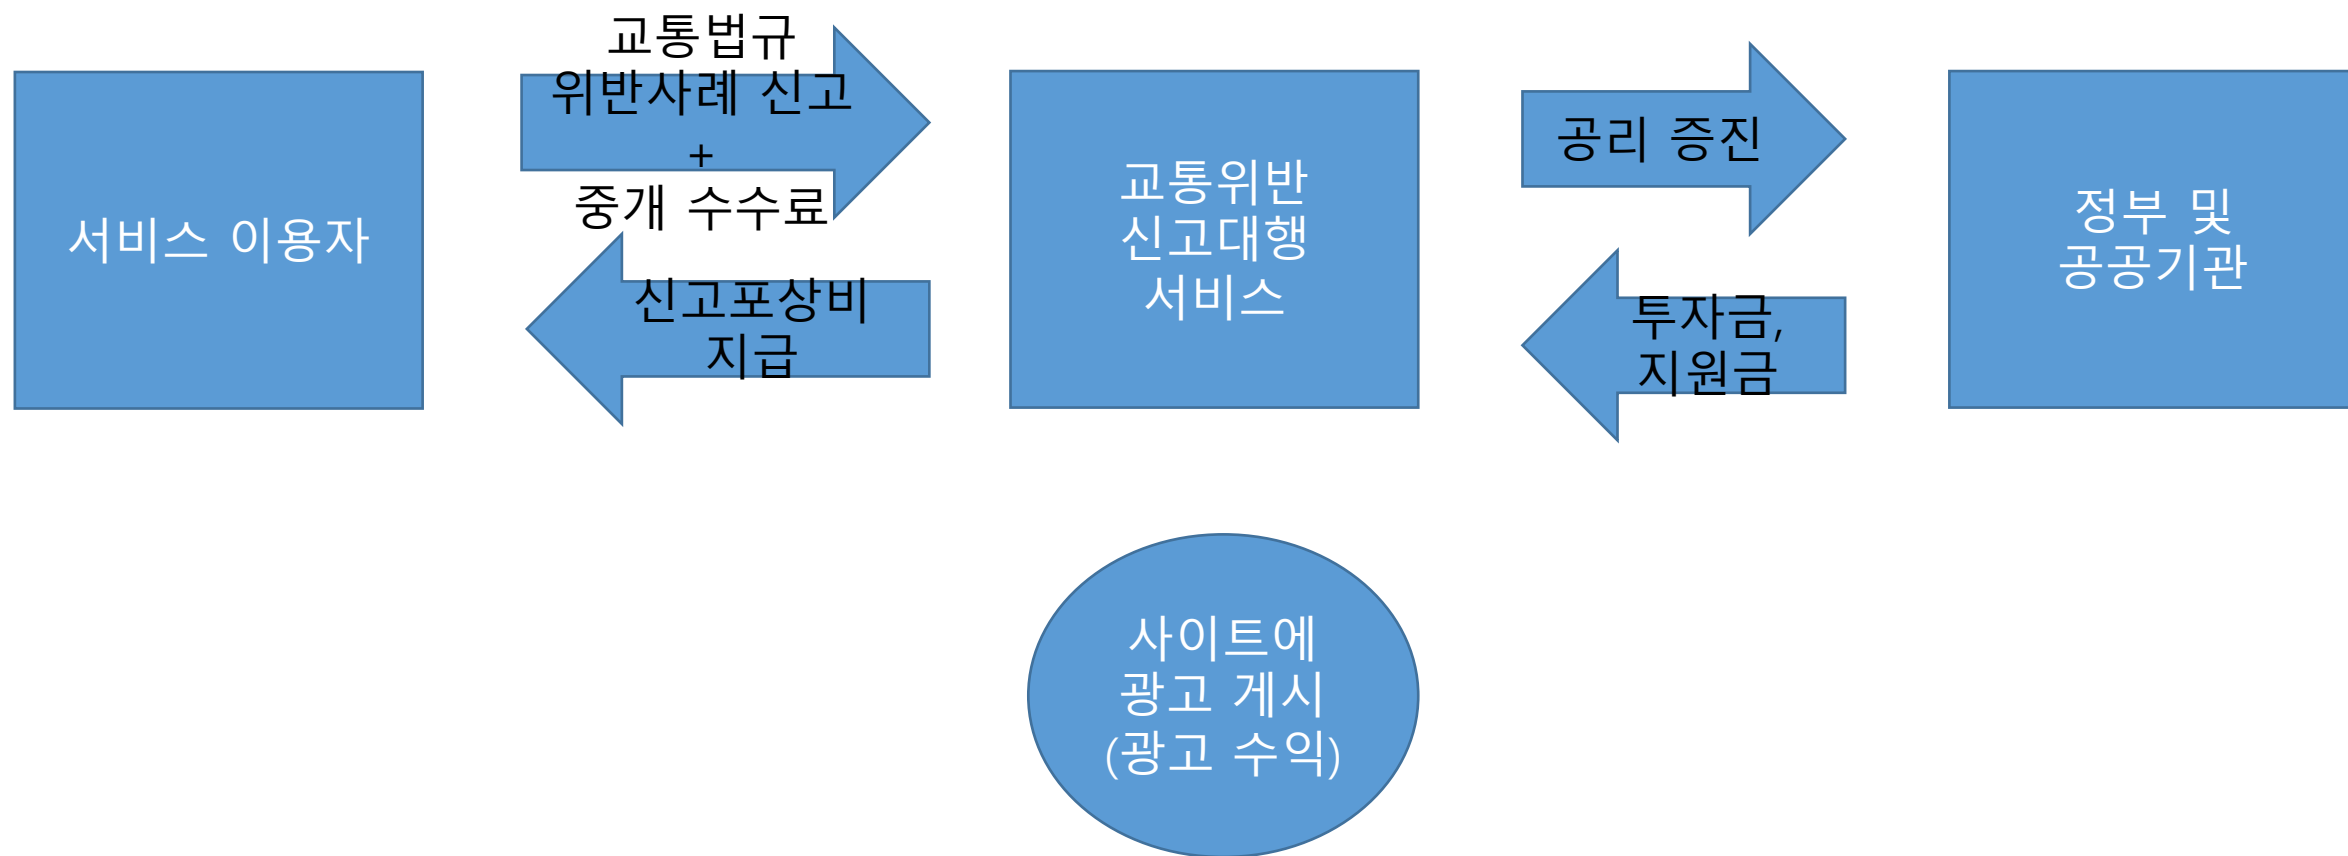 서비스 이용자
교통법규
위반사례 신고
+
중개 수수료
신고포상비
지급
교통위반
신고대행
서비스
공리 증진
투자금,
지원금
정부 및
공공기관
사이트에
광고 게시
(광고 수익)